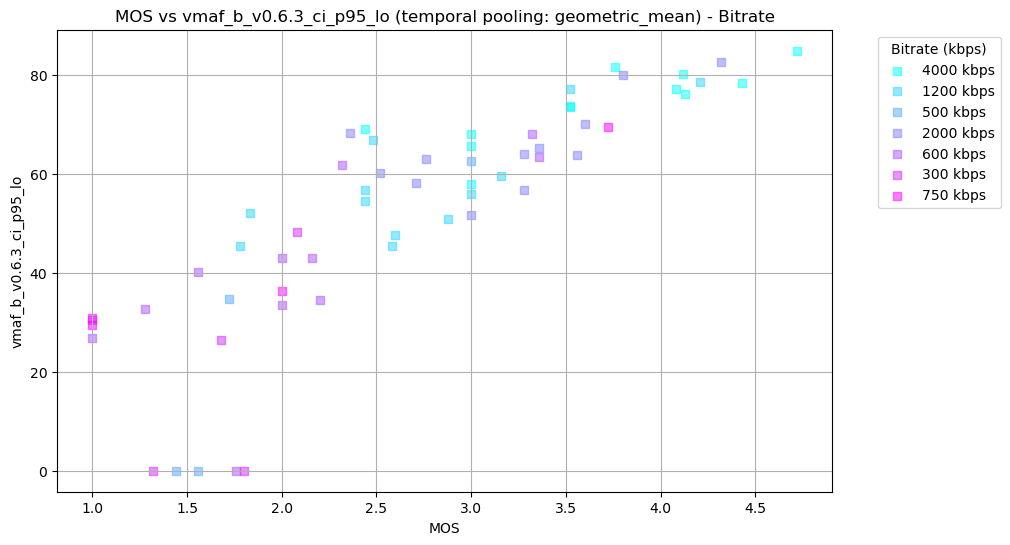 MOS vs vmaf_b_v0.6.3_ci_p95_lo (temporal pooling: geometric_mean) - Bitrate
Bitrate (kbps)
4000 kbps
1200 kbps
500 kbps
2000 kbps
600 kbps
300 kbps
750 kbps
vmaf_b_v0.6.3_ci_p95_lo
80
60
40
20
0
1.0 1.5 2.0 2.5 3.0 3.5 4.0 4.5
MOS